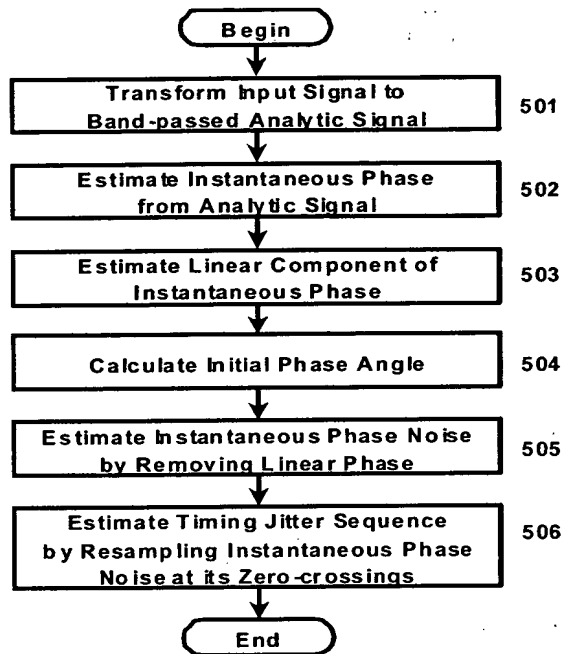 Begin
Transform Input Signal to
Band-passed Analytic Signal
501
Estimate Instantaneous Phase
from Analytic Signal
502
Estimate Linear Component of
Instantaneous Phase
503
Calculate Initial Phase Angle
504
Estimate Instantaneous Phase Noise
by Removing Linear Phase
505
Estimate Timing Jitter Sequence
by Resampling Instantaneous Phase
Noise at its Zero-crossings
506
End